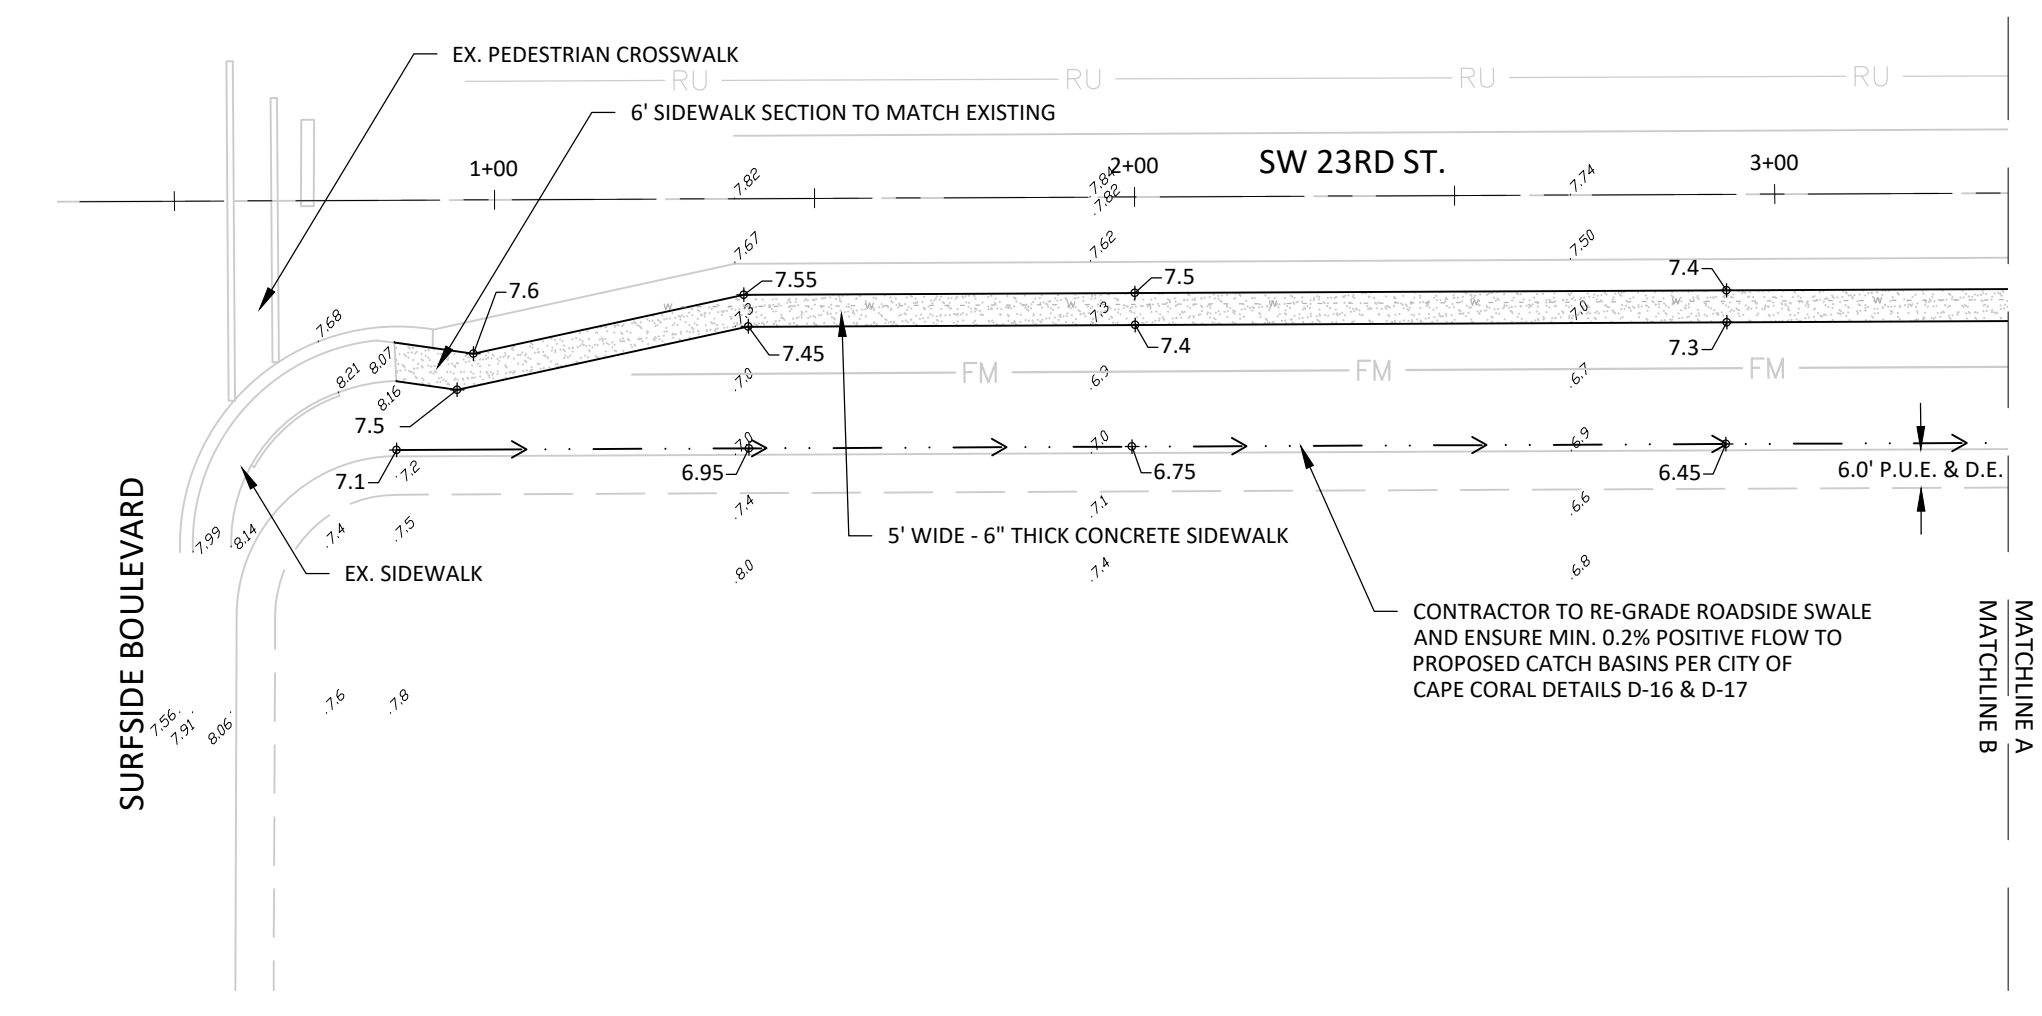 EX. PEDESTRIAN CROSSWALK
RU RU RU RU
6' SIDEWALK SECTION TO MATCH EXISTING
1+00
2+00
SW 23RD ST.
3+00
7.82
7.84
7.82
7.74
7.67
7.62
7.50
7.6
7.55
7.5
7.4
7.68
w w w w w w w
7.3
7.3
7.0
7.45
7.4
7.3
8.07
8.21
8.16
7.0
FM
6.9
FM
6.7
FM
7.5
7.1
7.2
7.0
6.95
7.0
6.75
6.9
6.45
6.0' P.U.E. & D.E.
7.99
8.14
7.4
7.5
7.4
7.1
6.6
5' WIDE - 6" THICK CONCRETE SIDEWALK
EX. SIDEWALK
8.0
7.4
6.8
CONTRACTOR TO RE-GRADE ROADSIDE SWALE
AND ENSURE MIN. 0.2% POSITIVE FLOW TO
PROPOSED CATCH BASINS PER CITY OF
CAPE CORAL DETAILS D-16 & D-17
SURFSIDE BOULEVARD
7.56
7.91
8.06
7.6
7.8
MATCHLINE A
MATCHLINE B